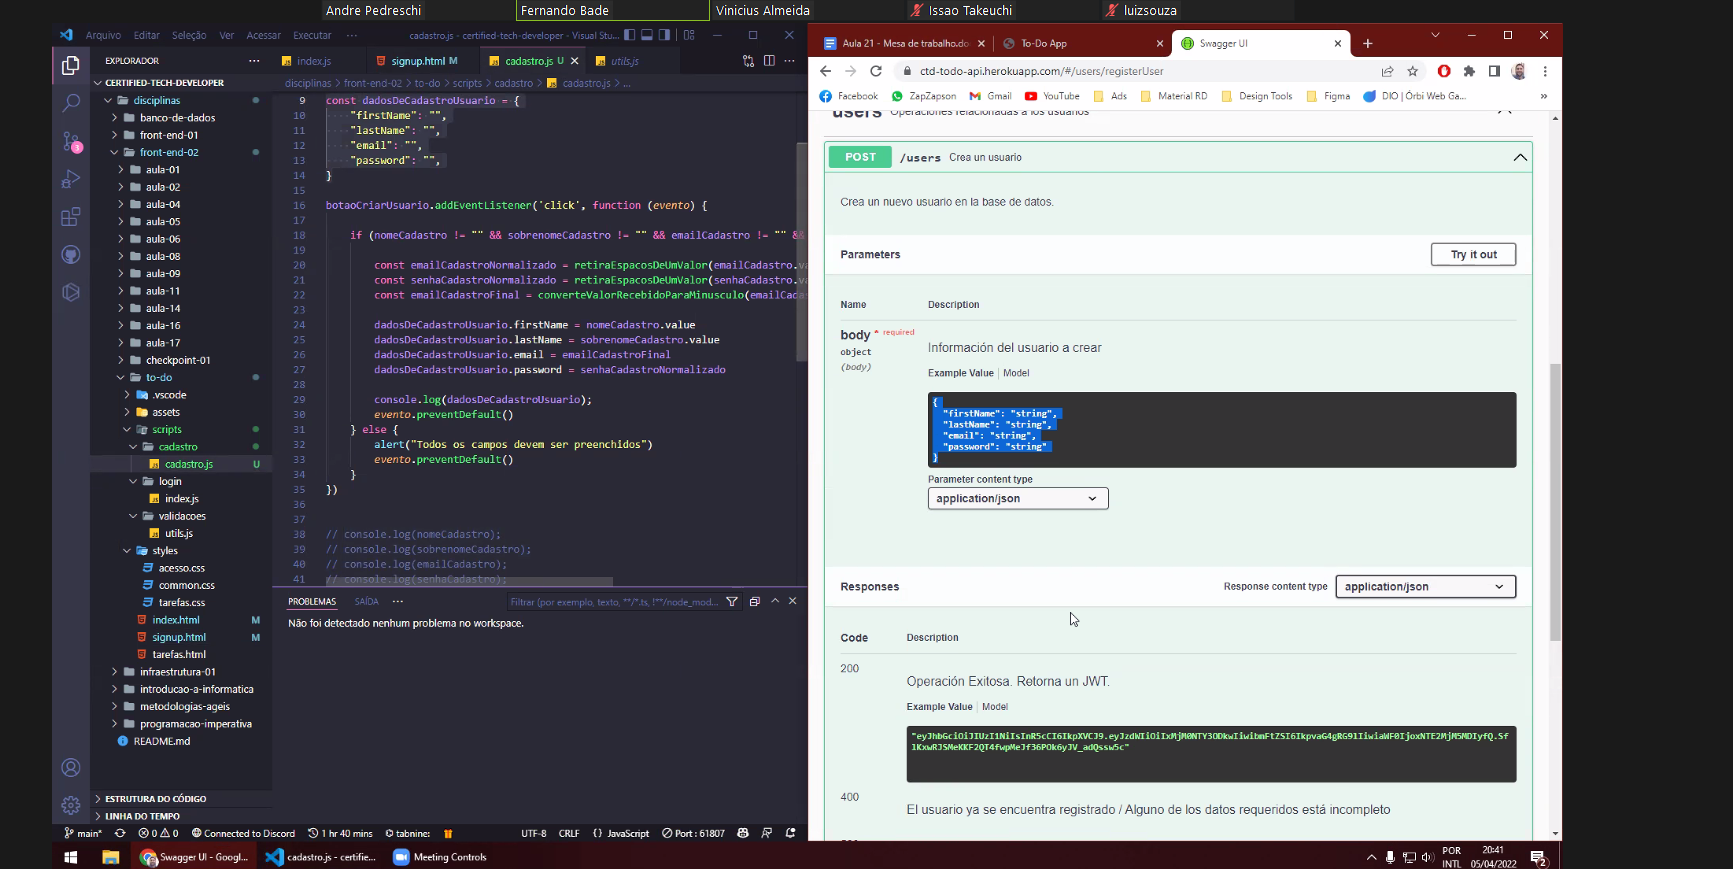 Andre Pedreschi
Fernando Bade
Vinicius Almeida
Issao Takeuchi
luizsouza
Arquivo Editar Seleção Ver Acessar Executar ···
cadastro.js - certified-tech-developer - Visual Stu...
EXPLORADOR ···
CERTIFIED-TECH-DEVELOPER
disciplinas
banco-de-dados
front-end-01
front-end-02
aula-01
aula-02
aula-04
aula-05
aula-06
aula-08
aula-09
aula-11
aula-14
aula-16
aula-17
checkpoint-01
to-do
.vscode
assets
scripts
cadastro
cadastro.js U
login
index.js
validacoes
utils.js
styles
acesso.css
common.css
tarefas.css
index.html M
signup.html M
tarefas.html
infraestrutura-01
introducao-a-informatica
metodologias-ageis
programacao-imperativa
README.md
ESTRUTURA DO CÓDIGO
LINHA DO TEMPO
3
index.js
signup.html M
cadastro.js U
utils.js
disciplinas > front-end-02 > to-do > scripts > cadastro > cadastro.js > ...
9 const dadosDeCadastroUsuario = {
10 "firstName": "",
11 "lastName": "",
12 "email": "",
13 "password": "",
14 }
15
16 botaoCriarUsuario.addEventListener('click', function (evento) {
17
18 if (nomeCadastro != "" && sobrenomeCadastro != "" && emailCadastro != "" &&
19
20 const emailCadastroNormalizado = retiraEspacosDeUmValor(emailCadastro.v
21 const senhaCadastroNormalizado = retiraEspacosDeUmValor(senhaCadastro.v
22 const emailCadastroFinal = converteValorRecebidoParaMinusculo(emailCada
23
24 dadosDeCadastroUsuario.firstName = nomeCadastro.value
25 dadosDeCadastroUsuario.lastName = sobrenomeCadastro.value
26 dadosDeCadastroUsuario.email = emailCadastroFinal
27 dadosDeCadastroUsuario.password = senhaCadastroNormalizado
28
29 console.log(dadosDeCadastroUsuario);
30 evento.preventDefault()
31 } else {
32 alert("Todos os campos devem ser preenchidos")
33 evento.preventDefault()
34 }
35 })
36
37
38 // console.log(nomeCadastro);
39 // console.log(sobrenomeCadastro);
40 // console.log(emailCadastro);
41 // console.log(senhaCadastro);
PROBLEMAS SAÍDA ···
Filtrar (por exemplo, texto, **/*.ts, !**/node_mod...
Não foi detectado nenhum problema no workspace.
main* 0 0 Connected to Discord 1 hr 40 mins tabnine: UTF-8 CRLF {} JavaScript Port : 61807
Aula 21 - Mesa de trabalho.do
To-Do App
Swagger UI
ctd-todo-api.herokuapp.com/#/users/registerUser
Facebook ZapZapson Gmail YouTube Ads Material RD Design Tools Figma DIO | Órbi Web Ga... »
users Operaciones relacionadas a los usuarios
POST /users Crea un usuario
Crea un nuevo usuario en la base de datos.
Parameters
Try it out
Name Description
body * required
object
(body)
Información del usuario a crear
Example Value | Model
{
"firstName": "string",
"lastName": "string",
"email": "string",
"password": "string"
}
Parameter content type
application/json
Responses
Response content type application/json
Code Description
200
Operación Exitosa. Retorna un JWT.
Example Value | Model
400
El usuario ya se encuentra registrado / Alguno de los datos requeridos está incompleto
Swagger UI - Googl...
cadastro.js - certifie...
Meeting Controls
POR
INTL
20:41
05/04/2022
2